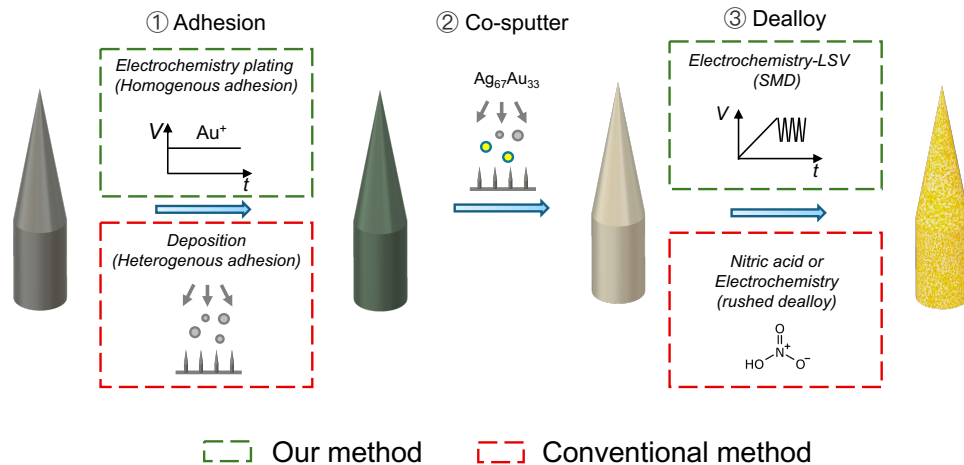 ① Adhesion
② Co-sputter
③ Dealloy
Electrochemistry plating
(Homogenous adhesion)
V
Au⁺
t
Deposition
(Heterogenous adhesion)
Ag₆₇Au₃₃
Electrochemistry-LSV
(SMD)
V
t
Nitric acid or
Electrochemistry
(rushed dealloy)
O
N⁺
HO
O⁻
Our method
Conventional method